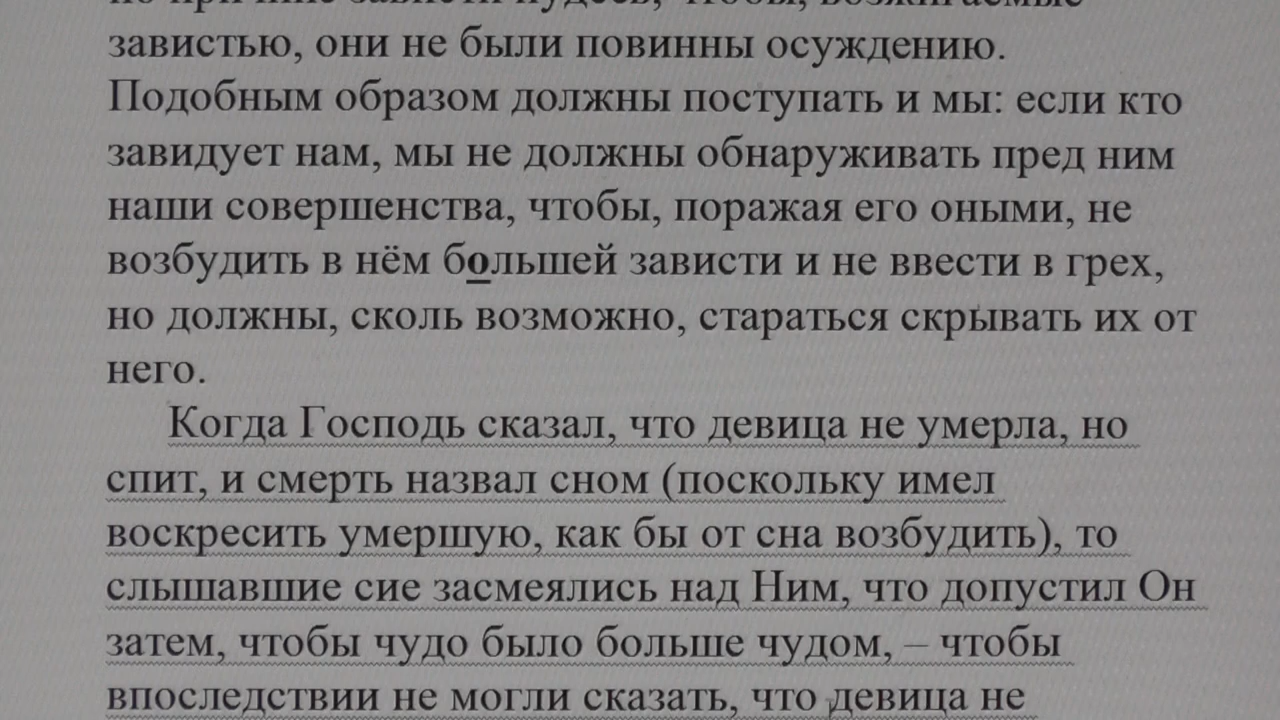 завистью, они не были повинны осуждению.
Подобным образом должны поступать и мы: если кто
завидует нам, мы не должны обнаруживать пред ним
наши совершенства, чтобы, поражая его оными, не
возбудить в нём большей зависти и не ввести в грех,
но должны, сколь возможно, стараться скрывать их от
него.
Когда Господь сказал, что девица не умерла, но
спит, и смерть назвал сном (поскольку имел
воскресить умершую, как бы от сна возбудить), то
слышавшие сие засмеялись над Ним, что допустил Он
затем, чтобы чудо было больше чудом, – чтобы
впоследствии не могли сказать, что девица не